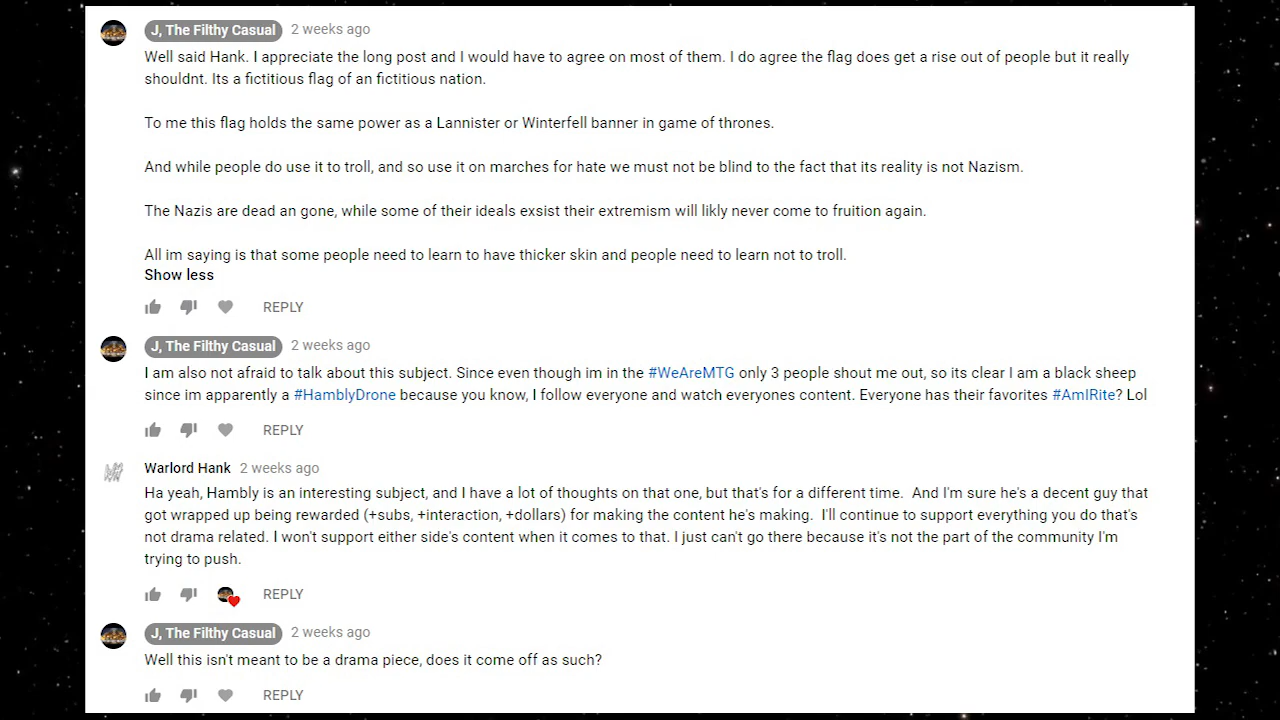 J, The Filthy Casual 2 weeks ago
Well said Hank. I appreciate the long post and I would have to agree on most of them. I do agree the flag does get a rise out of people but it really
shouldnt. Its a fictitious flag of an fictitious nation.
To me this flag holds the same power as a Lannister or Winterfell banner in game of thrones.
And while people do use it to troll, and so use it on marches for hate we must not be blind to the fact that its reality is not Nazism.
The Nazis are dead an gone, while some of their ideals exsist their extremism will likly never come to fruition again.
All im saying is that some people need to learn to have thicker skin and people need to learn not to troll.
Show less
REPLY
J, The Filthy Casual 2 weeks ago
I am also not afraid to talk about this subject. Since even though im in the #WeAreMTG only 3 people shout me out, so its clear I am a black sheep
since im apparently a #HamblyDrone because you know, I follow everyone and watch everyones content. Everyone has their favorites #AmIRite? Lol
REPLY
Warlord Hank 2 weeks ago
Ha yeah, Hambly is an interesting subject, and I have a lot of thoughts on that one, but that's for a different time. And I'm sure he's a decent guy that
got wrapped up being rewarded (+subs, +interaction, +dollars) for making the content he's making. I'll continue to support everything you do that's
not drama related. I won't support either side's content when it comes to that. I just can't go there because it's not the part of the community I'm
trying to push.
REPLY
J, The Filthy Casual 2 weeks ago
Well this isn't meant to be a drama piece, does it come off as such?
REPLY